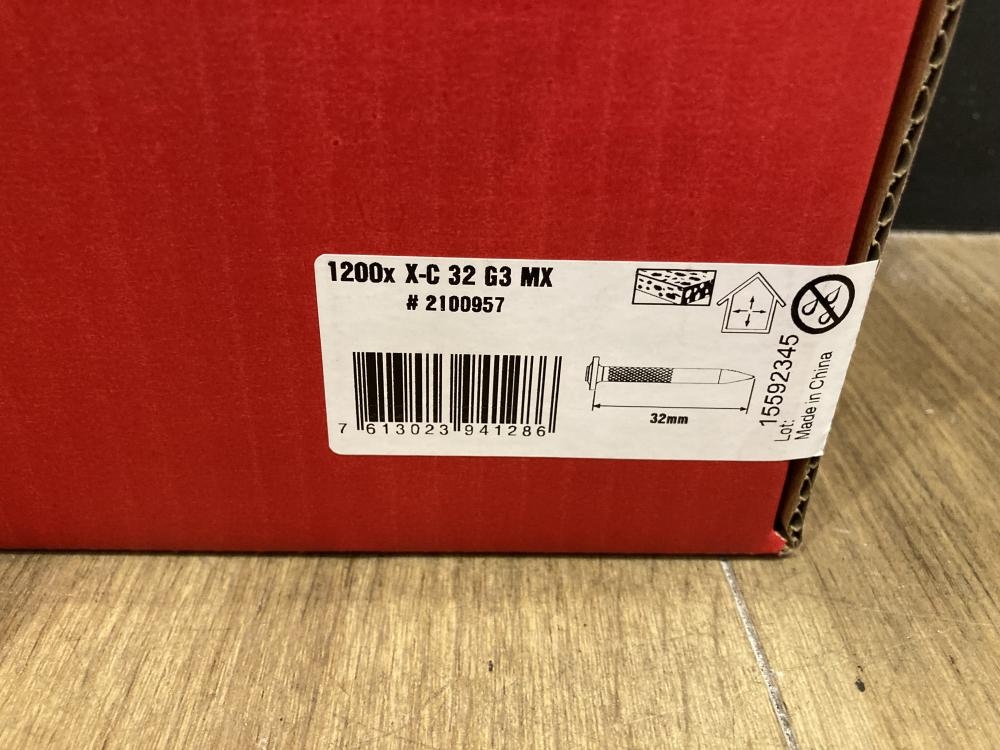 1200x X-C 32 G3 MX
# 2100957
7 613023 941286
32mm
Lot: 15592345
Made in China